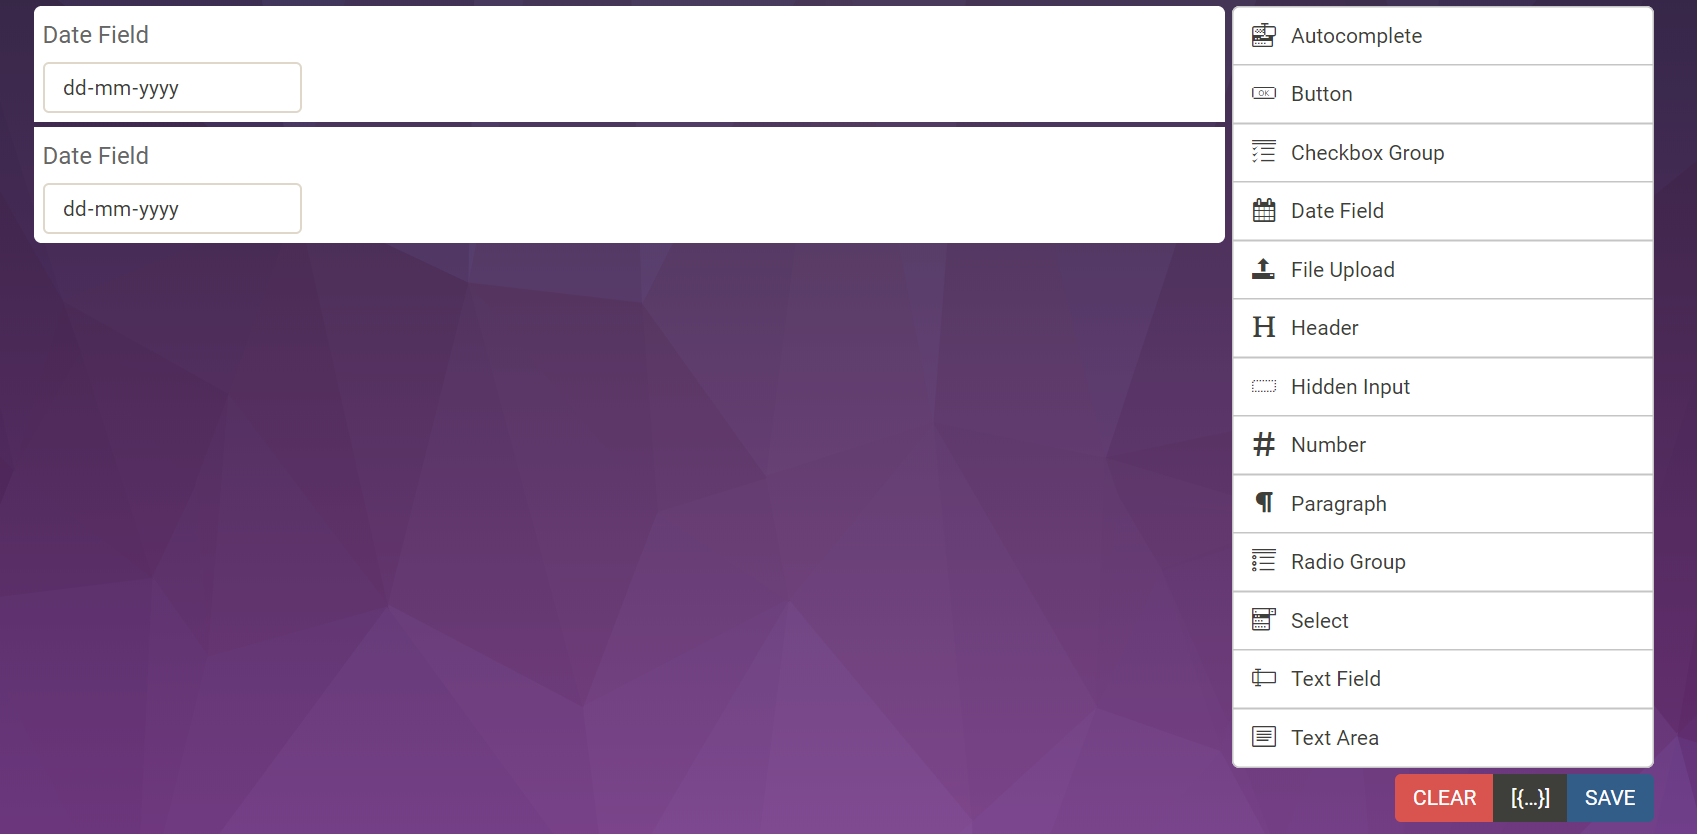 Date Field
dd-mm-yyyy
Date Field
dd-mm-yyyy
Autocomplete
OK Button
Checkbox Group
Date Field
File Upload
H Header
Hidden Input
# Number
¶ Paragraph
Radio Group
Select
Text Field
Text Area
CLEAR [{…}] SAVE